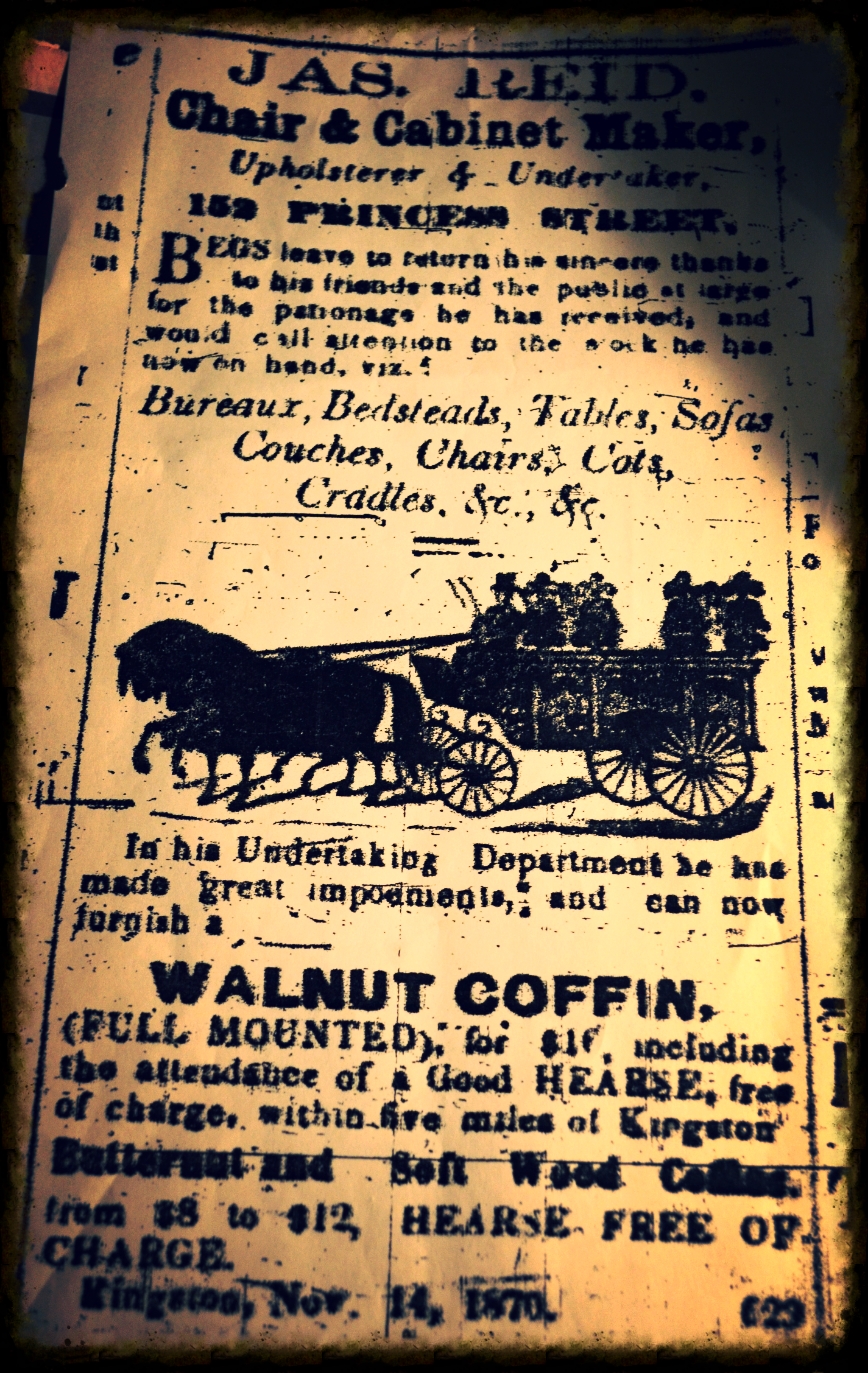 JAS. REID.
Chair & Cabinet Maker,
Upholsterer & Undertaker,
PRINCESS STREET.
BEGS leave to return his sincere thanks
to his friends and the public at large
for the patronage he has received, and
would call attention to the stock he has
now on hand, viz.:
Bureaux, Bedsteads, Tables, Sofas
Couches, Chairs, Cots,
Cradles, &c., &c.
In his Undertaking Department he has
made great and can now
furnish a
WALNUT COFFIN,
(FULL MOUNTED), for including
the attendance of a Good HEARSE, free
of charge, within five miles of Kingston
Butternut and Soft Wood Coffins,
from $8 to $12, HEARSE FREE OF
CHARGE.
Kingston, Nov. 14, 1870. 629